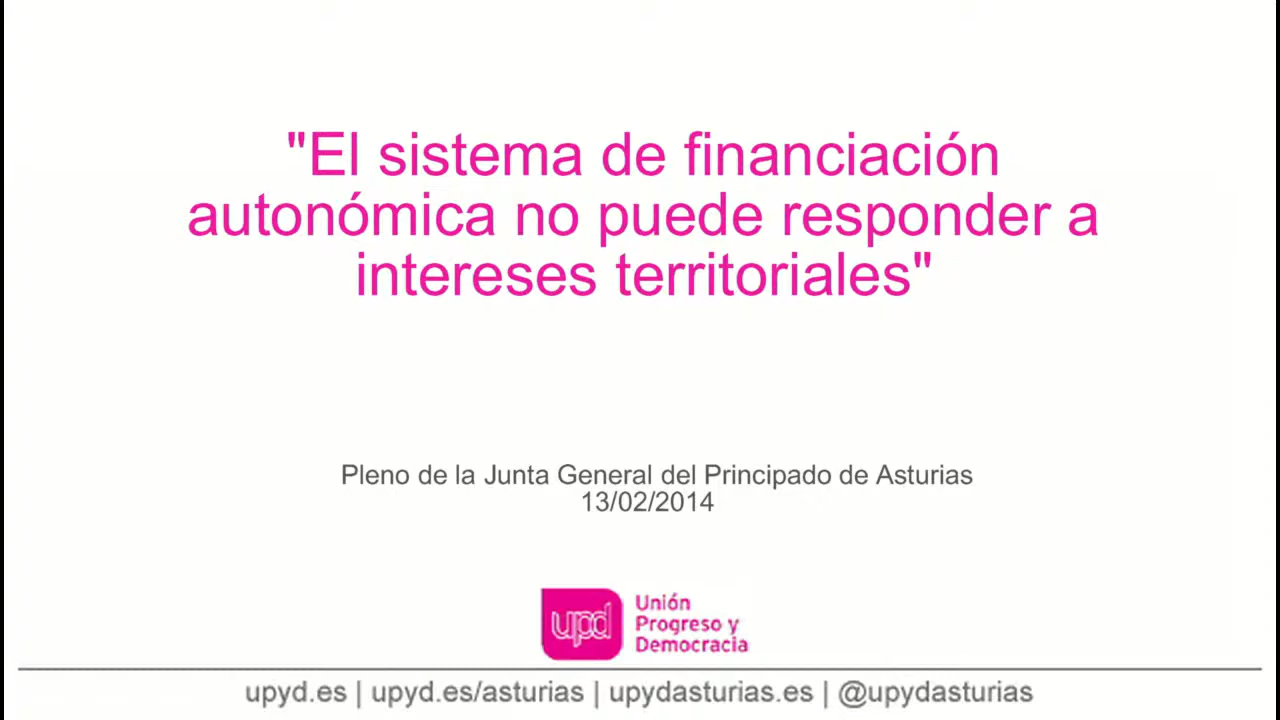 "El sistema de financiación
autonómica no puede responder a
intereses territoriales"
Pleno de la Junta General del Principado de Asturias
13/02/2014
upd
Unión
Progreso y
Democracia
upyd.es | upyd.es/asturias | upydasturias.es | @upydasturias